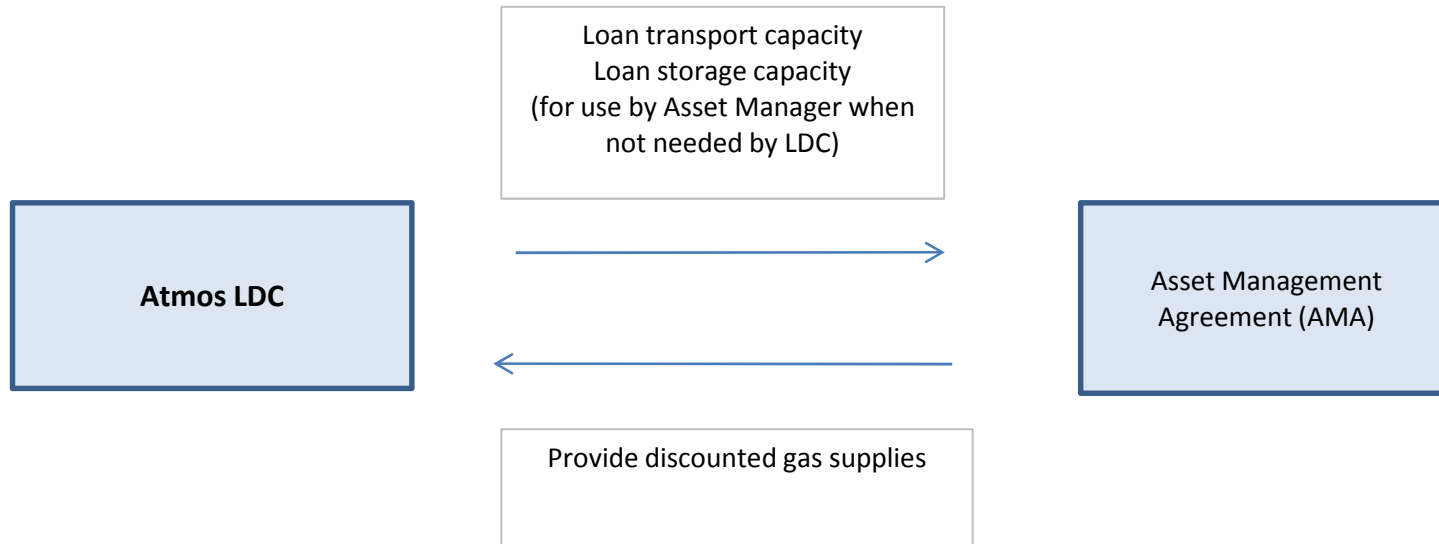 Loan transport capacity
Loan storage capacity
(for use by Asset Manager when
not needed by LDC)
Atmos LDC
Asset Management
Agreement (AMA)
Provide discounted gas supplies